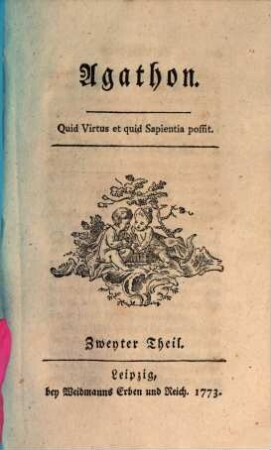 Agathon.
Quid Virtus et quid Sapientia possit.
Zweyter Theil.
Leipzig,
bey Weidmanns Erben und Reich. 1773.